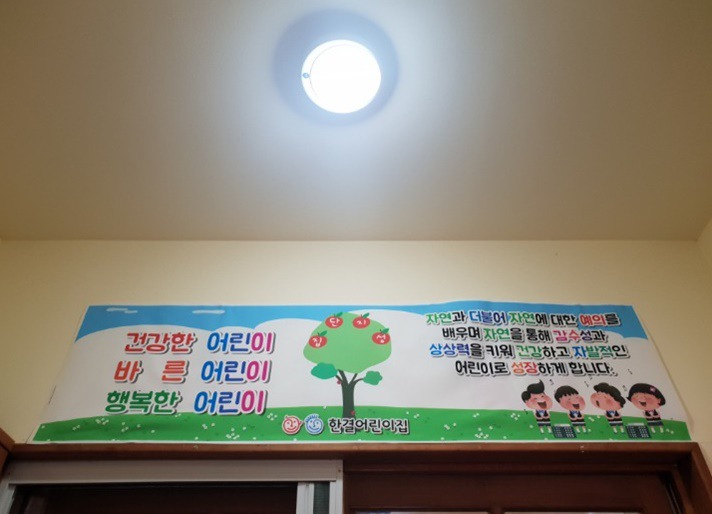 건강한 어린이
바 른 어린이
행복한 어린이
자연과 더불어 자연에 대한 예의를
배우며 자연을 통해 감수성과
상상력을 키워 건강하고 자발적인
어린이로 성장하게 합니다.
한결어린이집